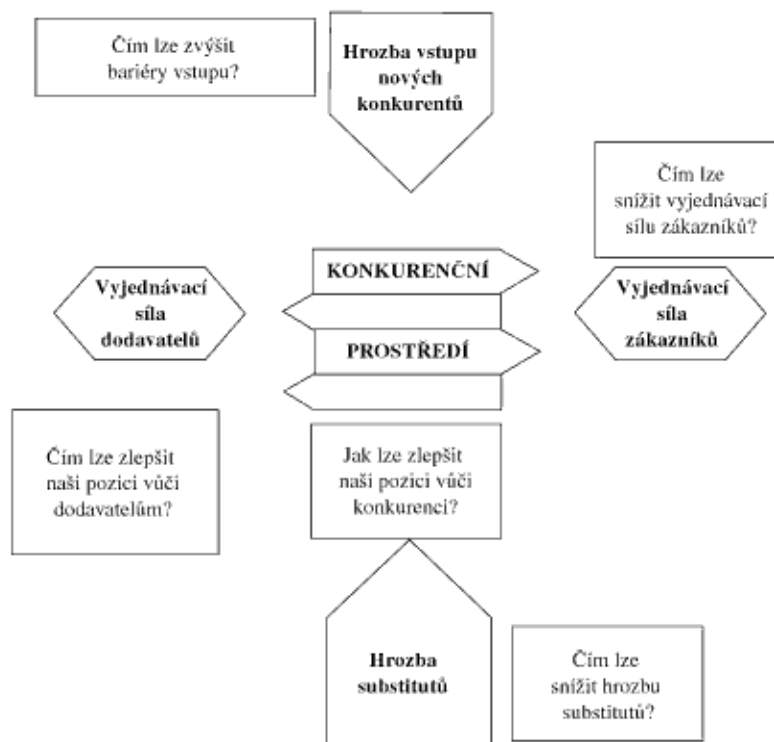 Čím lze zvýšit
bariéry vstupu?
Hrozba vstupu
nových
konkurentů
Čím lze
snížit vyjednávací
sílu zákazníků?
Vyjednávací
síla
dodavatelů
KONKURENČNÍ
PROSTŘEDÍ
Vyjednávací
síla
zákazníků
Čím lze zlepšit
naši pozici vůči
dodavatelům?
Jak lze zlepšit
naši pozici vůči
konkurenci?
Hrozba
substitutů
Čím lze
snížit hrozbu
substitutů?